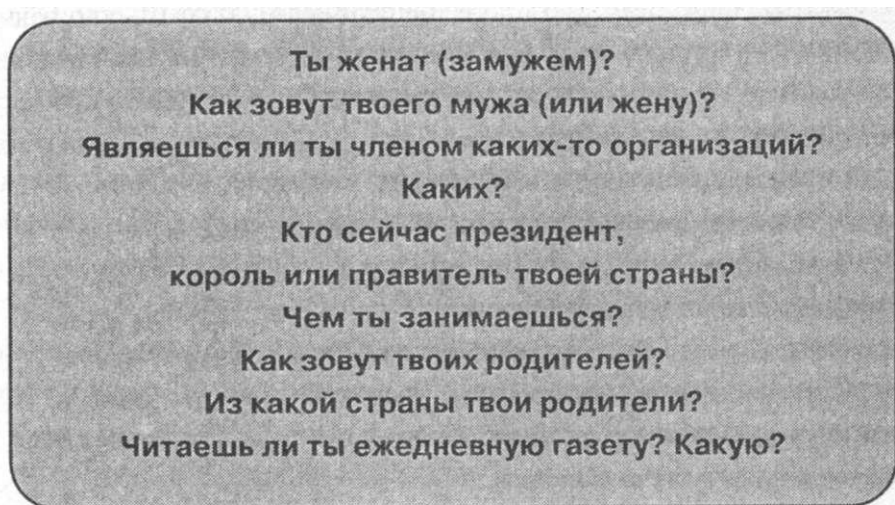 Ты женат (замужем)?
Как зовут твоего мужа (или жену)?
Являешься ли ты членом каких-то организаций?
Каких?
Кто сейчас президент,
король или правитель твоей страны?
Чем ты занимаешься?
Как зовут твоих родителей?
Из какой страны твои родители?
Читаешь ли ты ежедневную газету? Какую?